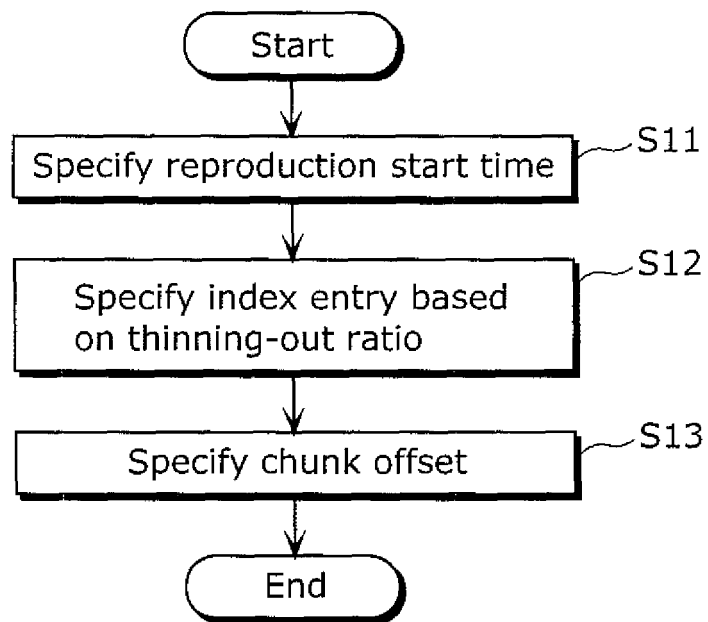 Start
Specify reproduction start time
S11
Specify index entry based
on thinning-out ratio
S12
Specify chunk offset
S13
End